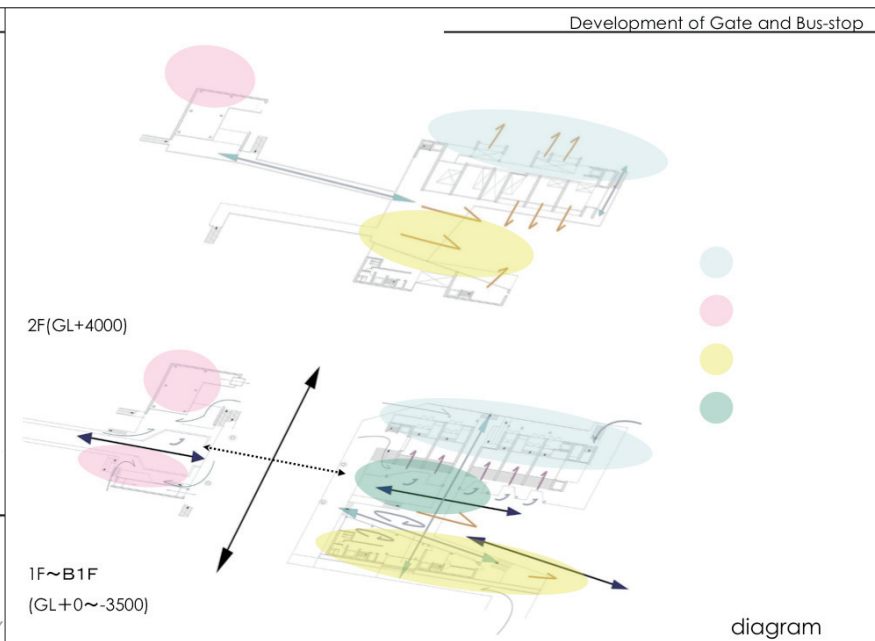 Development of Gate and Bus-stop
2F(GL+4000)
1F～B1F
(GL＋0～-3500)
diagram